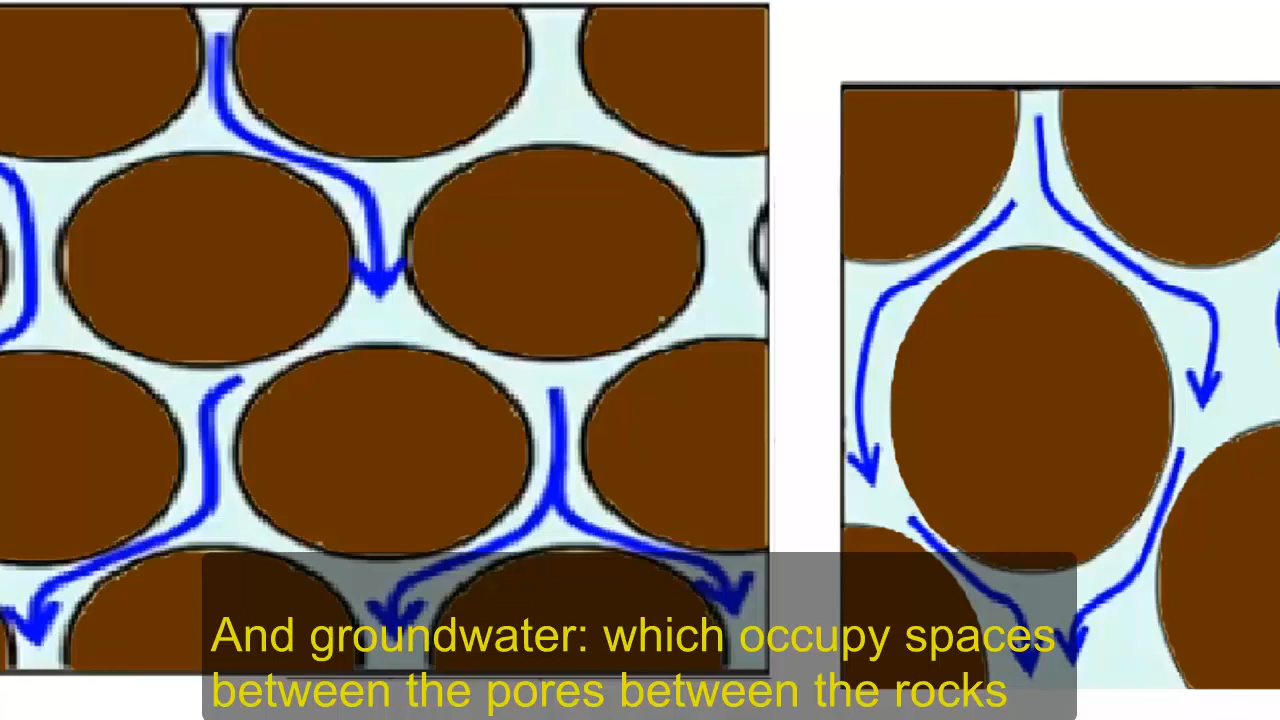 And groundwater: which occupy spaces
between the pores between the rocks